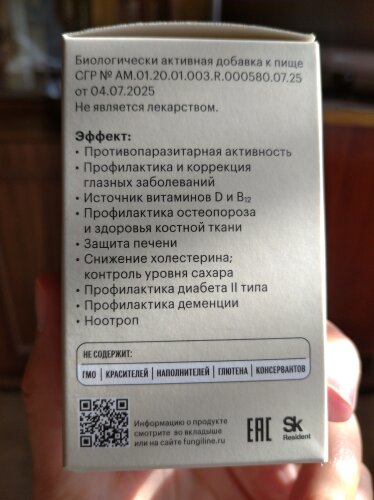 Биологически активная добавка к пище
СГР № AM.01.20.01.003.R.000580.07.25
от 04.07.2025
Не является лекарством.
Эффект:
• Противопаразитарная активность
• Профилактика и коррекция
глазных заболеваний
• Источник витаминов D и B₁₂
• Профилактика остеопороза
и здоровья костной ткани
• Защита печени
• Снижение холестерина;
контроль уровня сахара
• Профилактика диабета II типа
• Профилактика деменции
• Ноотроп
НЕ СОДЕРЖИТ:
ГМО | КРАСИТЕЛЕЙ | НАПОЛНИТЕЛЕЙ | ГЛЮТЕНА | КОНСЕРВАНТОВ
Информацию о продукте
смотрите во вкладыше
или на сайте fungiline.ru
EAC
Sk
Resident